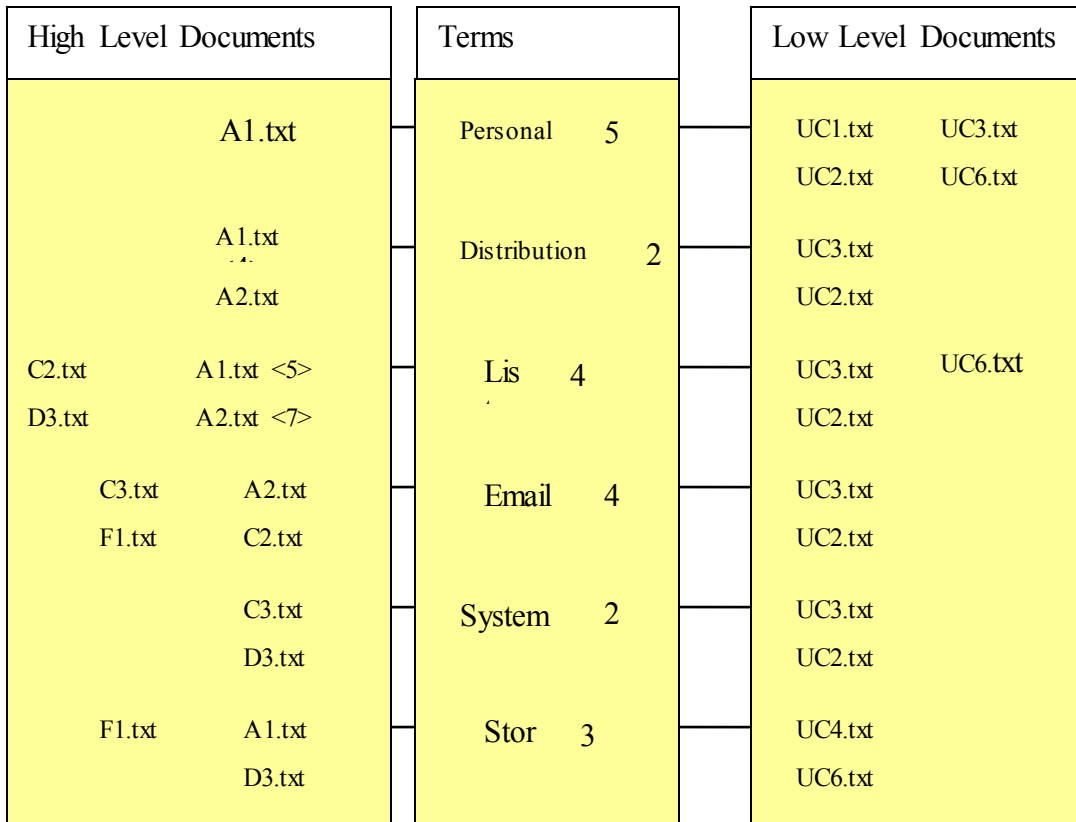 High Level Documents Terms Low Level Documents
A1.txt Personal 5 UC1.txt UC3.txt
UC2.txt UC6.txt
A1.txt Distribution 2 UC3.txt
A2.txt UC2.txt
C2.txt A1.txt <5> Lis 4 UC3.txt UC6.txt
D3.txt A2.txt <7> UC2.txt
C3.txt A2.txt Email 4 UC3.txt
F1.txt C2.txt UC2.txt
C3.txt System 2 UC3.txt
D3.txt UC2.txt
F1.txt A1.txt Stor 3 UC4.txt
D3.txt UC6.txt